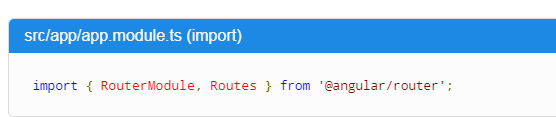 src/app/app.module.ts (import)
import { RouterModule, Routes } from '@angular/router';